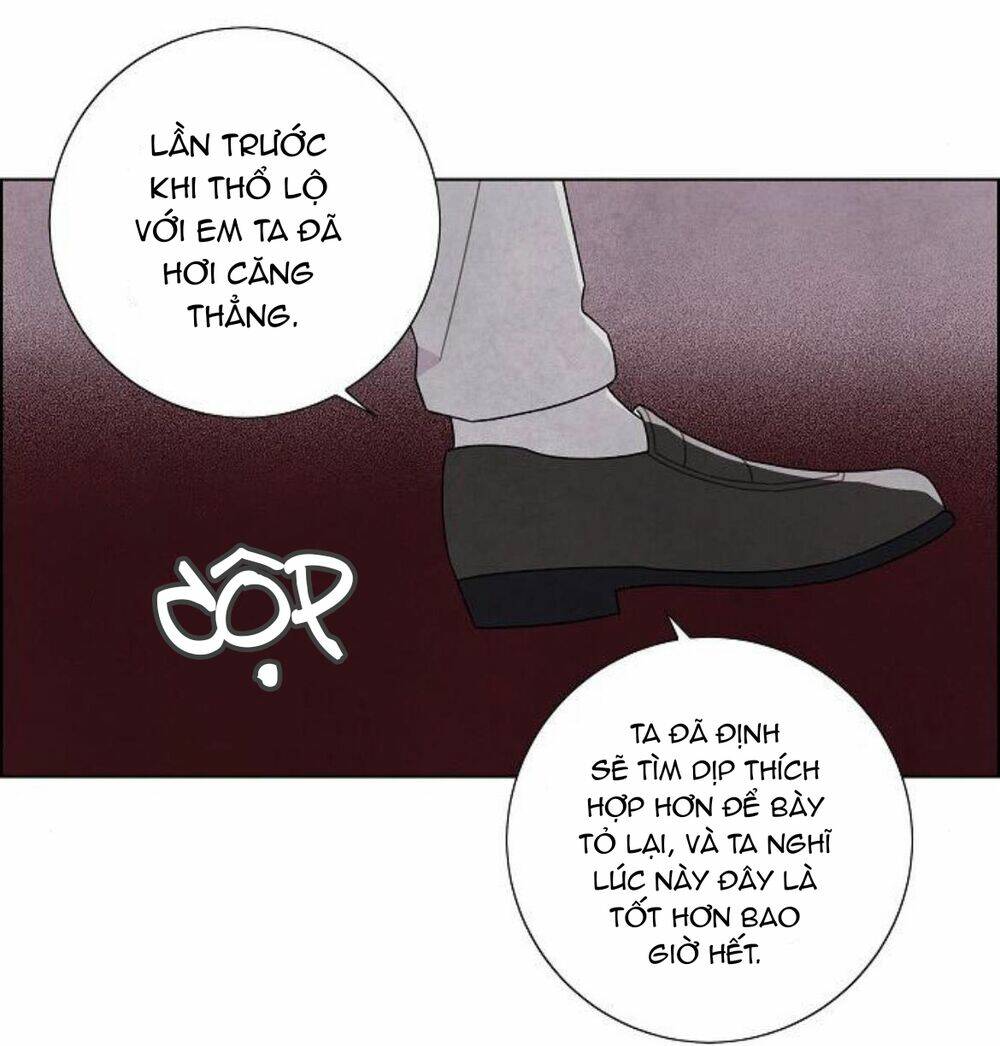 LẦN TRƯỚC
KHI THỔ LỘ
VỚI EM TA ĐÃ
HƠI CĂNG
THẲNG.
CỘP
TA ĐÃ ĐỊNH
SẼ TÌM DỊP THÍCH
HỢP HƠN ĐỂ BÀY
TỎ LẠI, VÀ TA NGHĨ
LÚC NÀY ĐÂY LÀ
TỐT HƠN BAO
GIỜ HẾT.